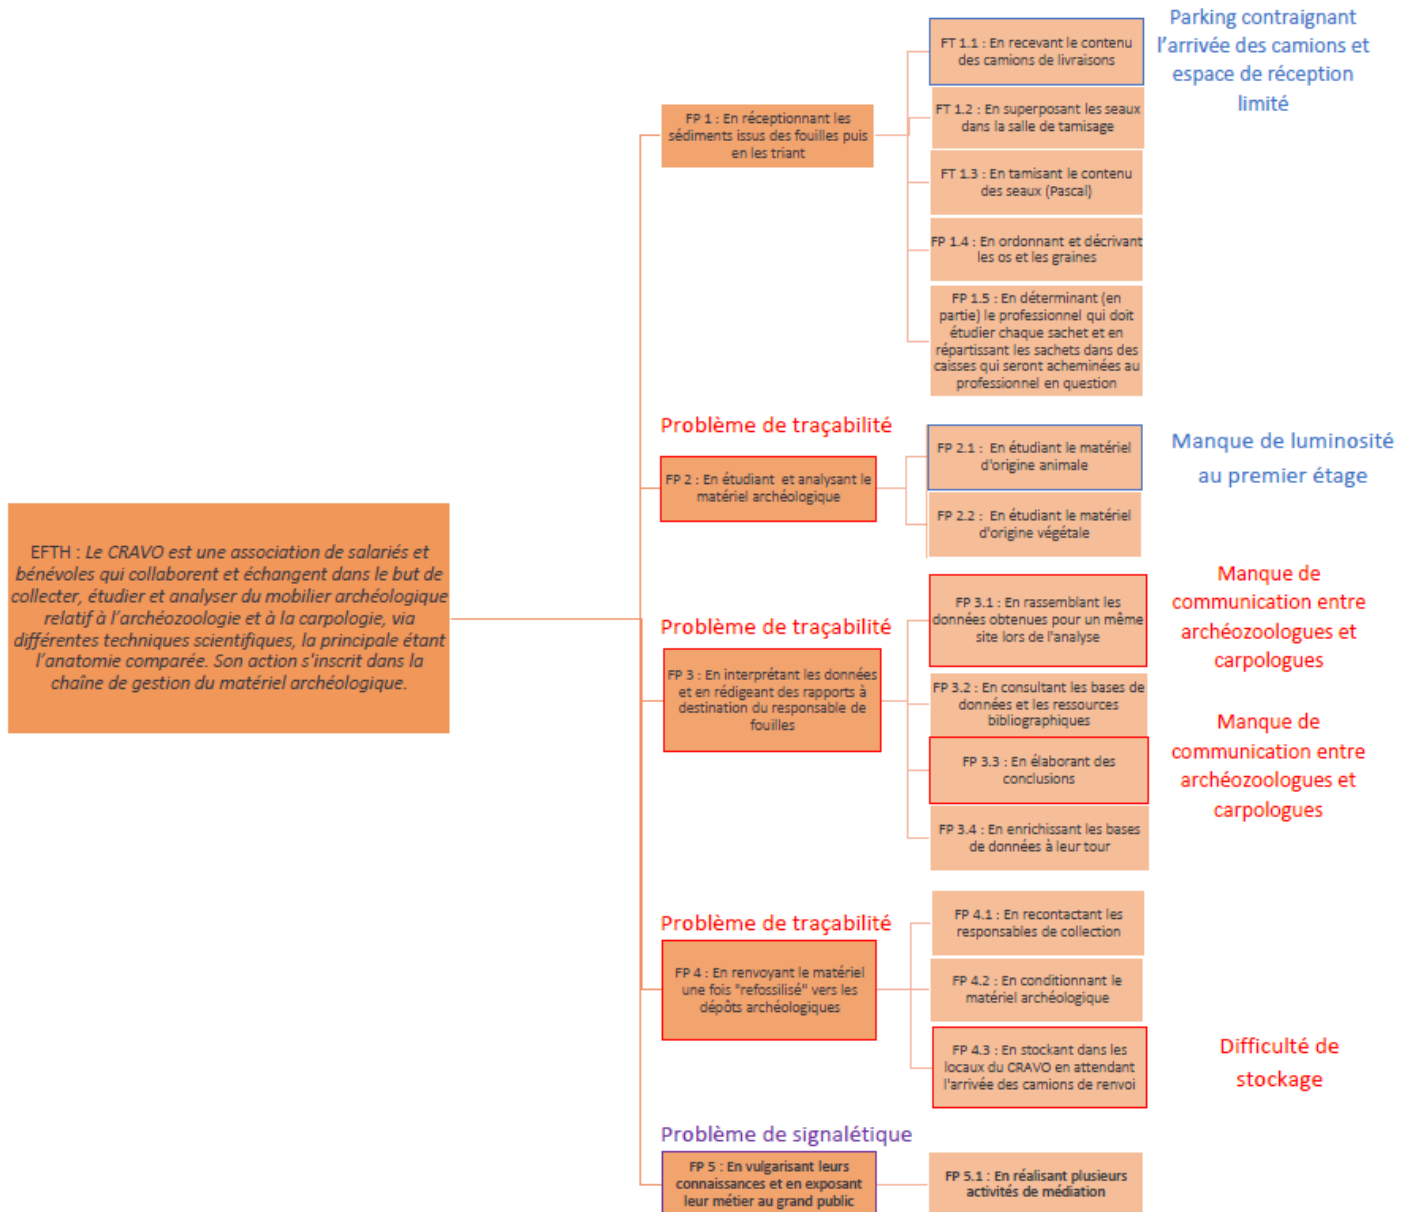 EFTH : Le CRAVO est une association de salariés et
bénévoles qui collaborent et échangent dans le but de
collecter, étudier et analyser du mobilier archéologique
relatif à l'archéozoologie et à la carpologie, via
différentes techniques scientifiques, la principale étant
l'anatomie comparée. Son action s'inscrit dans la
chaîne de gestion du matériel archéologique.
FP 1 : En réceptionnant les
sédiments issus des fouilles puis
en les triant
FT 1.1 : En recevant le contenu
des camions de livraisons
Parking contraignant
l'arrivée des camions et
espace de réception
limité
FT 1.2 : En superposant les seaux
dans la salle de tamisage
FT 1.3 : En tamisant le contenu
des seaux (Pascal)
FP 1.4 : En ordonnant et décrivant
les os et les graines
FP 1.5 : En déterminant (en
partie) le professionnel qui doit
étudier chaque sachet et en
répartissant les sachets dans des
caisses qui seront acheminées au
professionnel en question
Problème de traçabilité
FP 2 : En étudiant et analysant le
matériel archéologique
FP 2.1 : En étudiant le matériel
d'origine animale
Manque de luminosité
au premier étage
FP 2.2 : En étudiant le matériel
d'origine végétale
Problème de traçabilité
FP 3 : En interprétant les données
et en rédigeant des rapports à
destination du responsable de
fouilles
FP 3.1 : En rassemblant les
données obtenues pour un même
site lors de l'analyse
Manque de
communication entre
archéozoologues et
carpologues
FP 3.2 : En consultant les bases de
données et les ressources
bibliographiques
FP 3.3 : En élaborant des
conclusions
Manque de
communication entre
archéozoologues et
carpologues
FP 3.4 : En enrichissant les bases
de données à leur tour
Problème de traçabilité
FP 4 : En renvoyant le matériel
une fois "refossilisé" vers les
dépôts archéologiques
FP 4.1 : En recontactant les
responsables de collection
FP 4.2 : En conditionnant le
matériel archéologique
FP 4.3 : En stockant dans les
locaux du CRAVO en attendant
l'arrivée des camions de renvoi
Difficulté de
stockage
Problème de signalétique
FP 5 : En vulgarisant leurs
connaissances et en exposant
leur métier au grand public
FP 5.1 : En réalisant plusieurs
activités de médiation